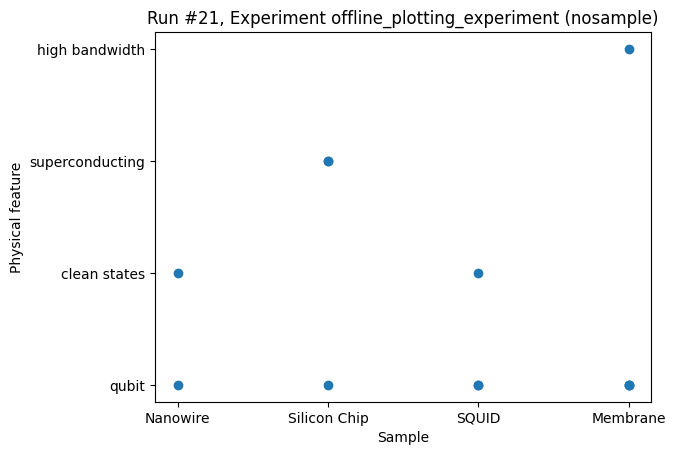 Run #21, Experiment offline_plotting_experiment (nosample)
high bandwidth
superconducting
clean states
qubit
Physical feature
Nanowire Silicon Chip SQUID Membrane
Sample